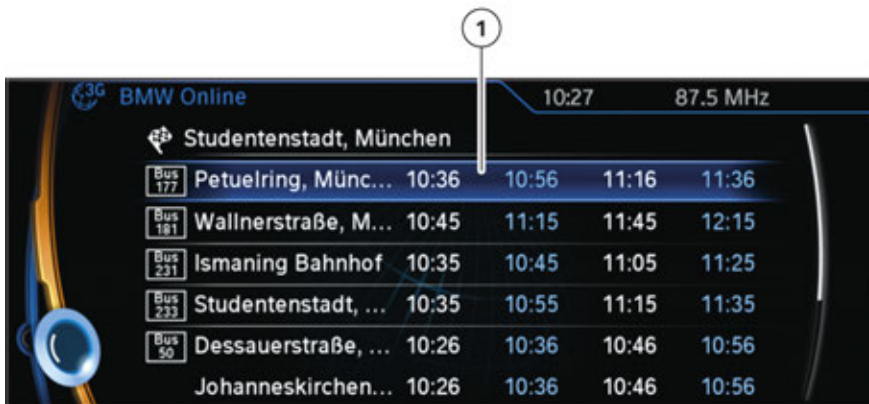 1
3G BMW Online 10:27 87.5 MHz
Studentenstadt, München
Bus 177 Petuelring, Münc... 10:36 10:56 11:16 11:36
Bus 181 Wallnerstraße, M... 10:45 11:15 11:45 12:15
Bus 231 Ismaning Bahnhof 10:35 10:45 11:05 11:25
Bus 233 Studentenstadt, ... 10:35 10:55 11:15 11:35
Bus 50 Dessauerstraße, ... 10:26 10:36 10:46 10:56
Johanneskirchen... 10:26 10:36 10:46 10:56